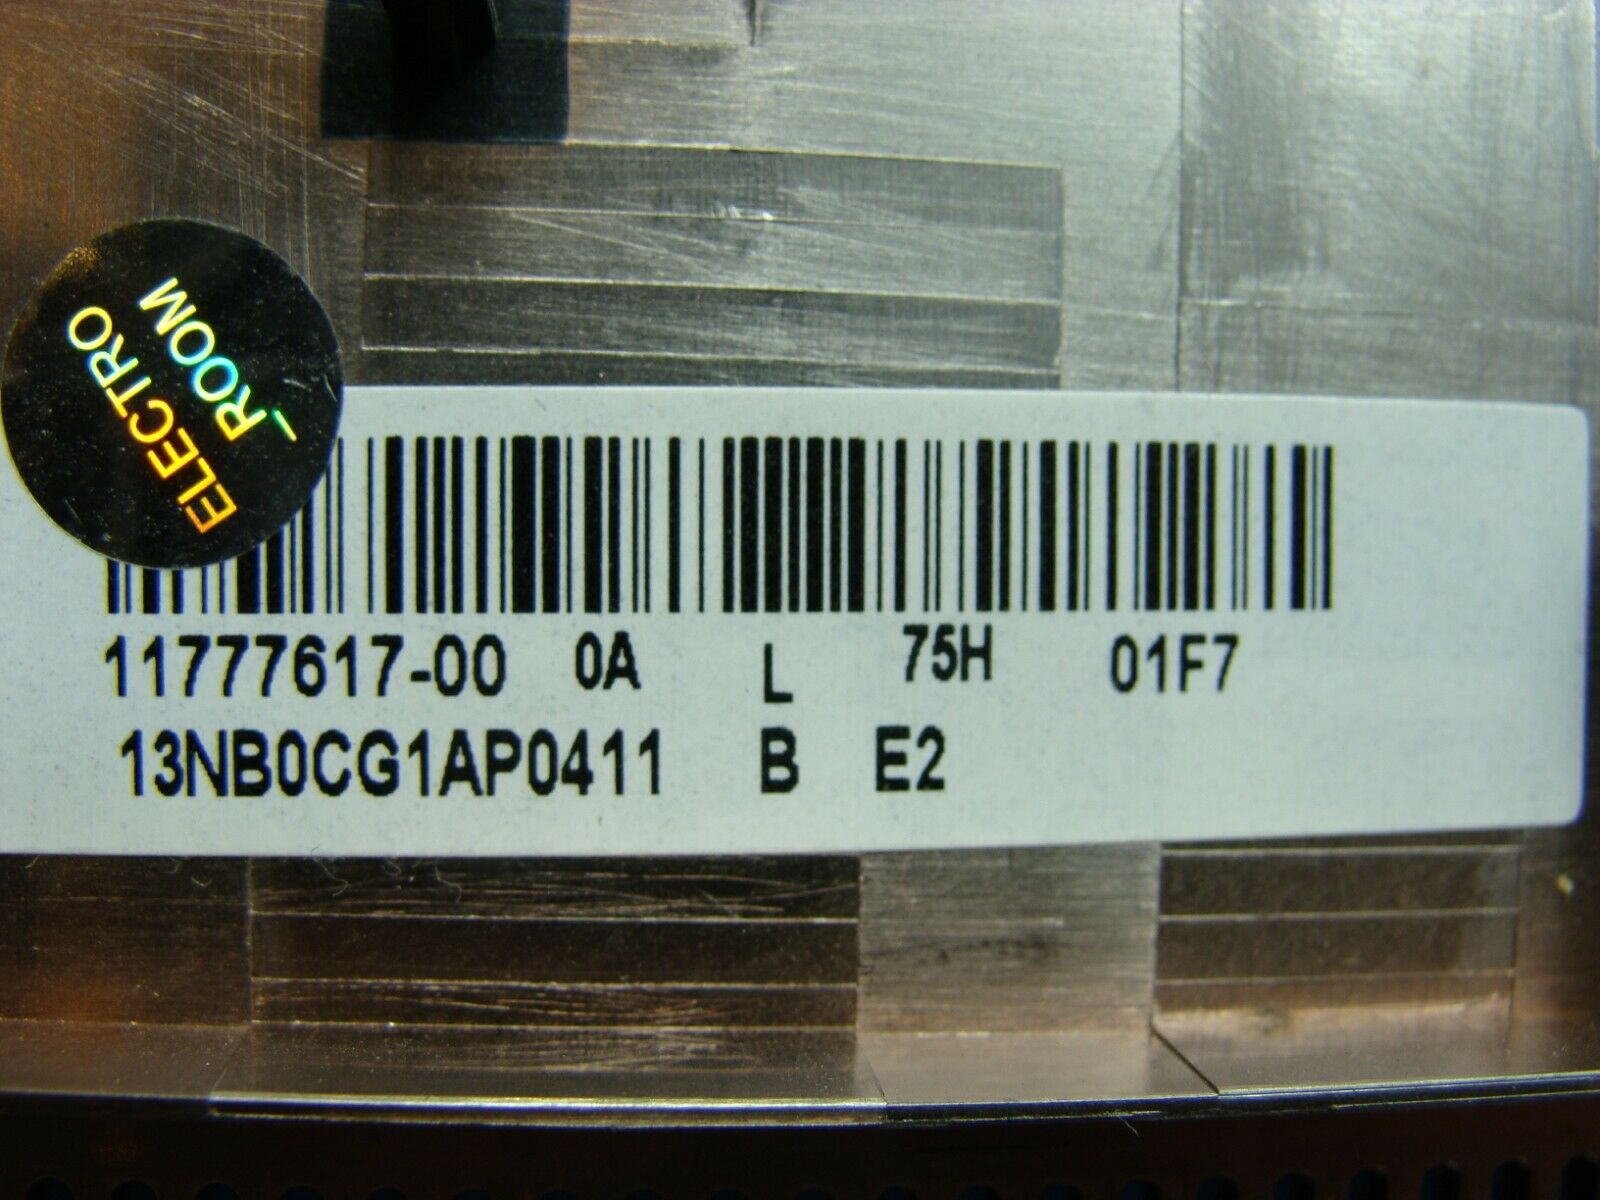 ELECTRO
_ROOM
11777617-00 0A L 75H 01F7
13NB0CG1AP0411 B E2